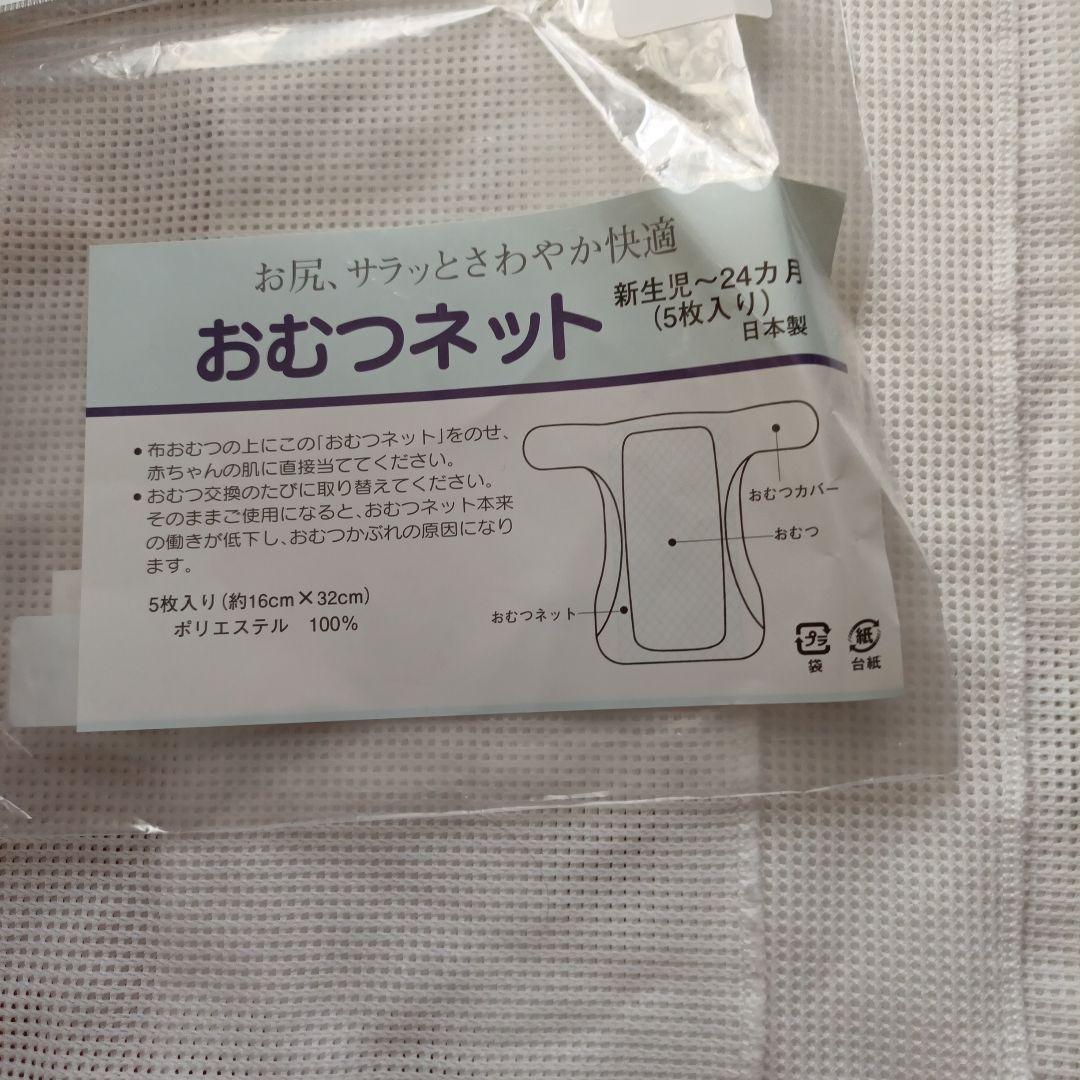 お尻、サラッとさわやか快適
おむつネット
新生児～24カ月
(5枚入り)
日本製
● 布おむつの上にこの「おむつネット」をのせ、
赤ちゃんの肌に直接当ててください。
● おむつ交換のたびに取り替えてください。
そのままご使用になると、おむつネット本来
の働きが低下し、おむつかぶれの原因になり
ます。
5枚入り(約16cm×32cm)
ポリエステル 100%
おむつカバー
おむつ
おむつネット
プラ
袋
紙
台紙